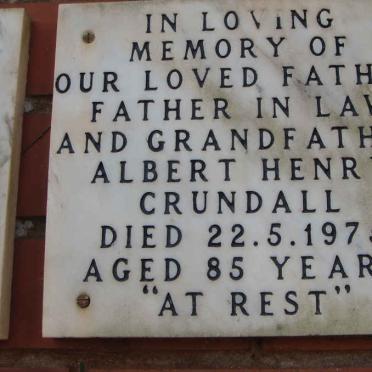 IN LOVING
MEMORY OF
OUR LOVED FATH
FATHER IN LAW
AND GRANDFATH
ALBERT HENRY
CRUNDALL
DIED 22.5.197
AGED 85 YEAR
"AT REST"